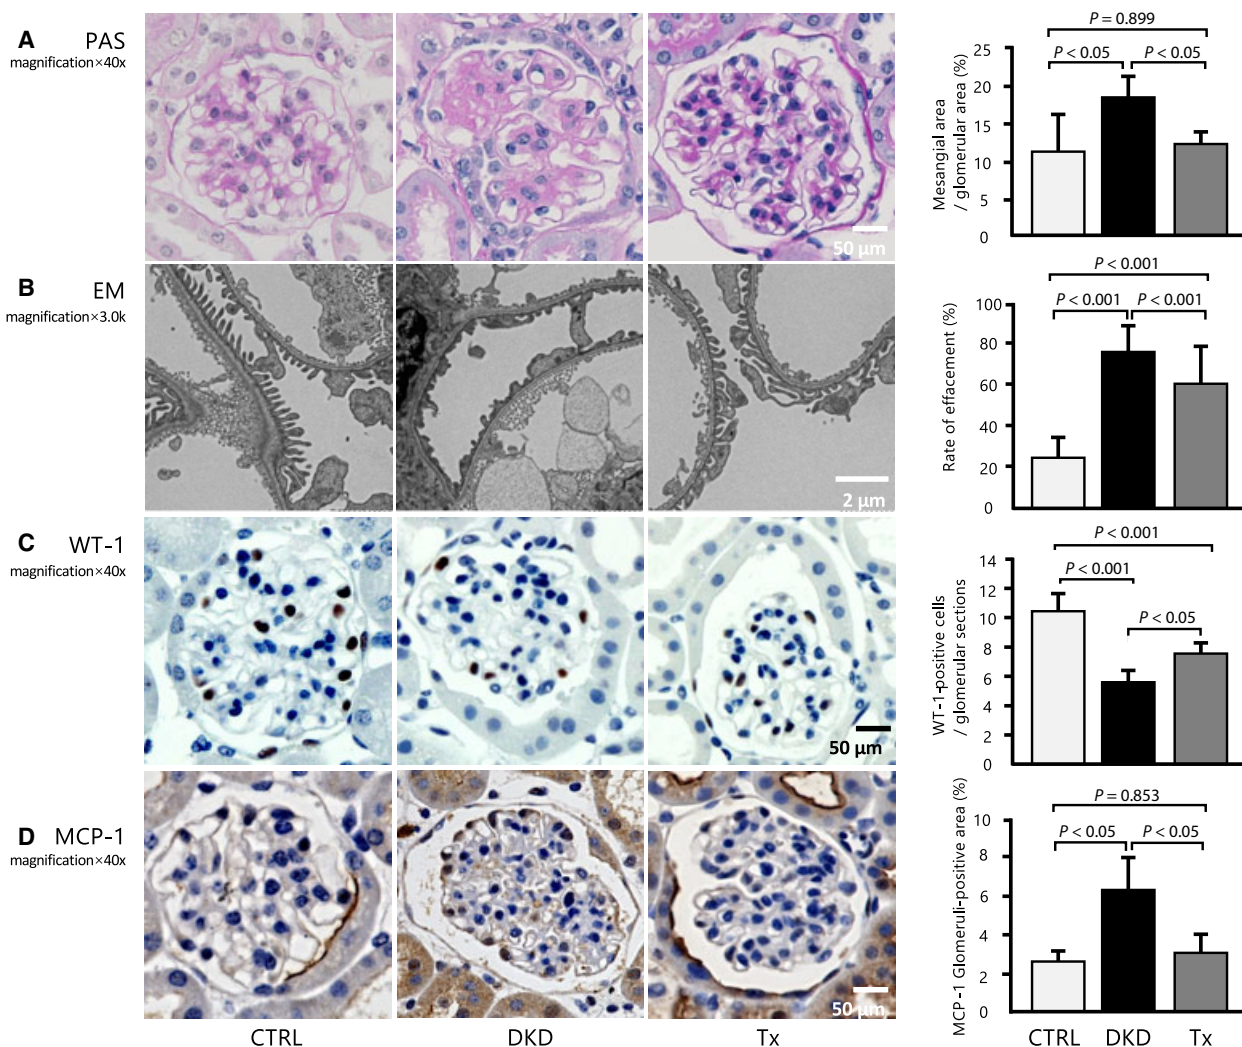 A PAS
magnification×40x
50 μm
P = 0.899
P < 0.05 P < 0.05
Mesangial area
/ glomerular area (%)
25
20
15
10
5
0
B EM
magnification×3.0k
2 μm
P < 0.001
P < 0.001 P < 0.001
Rate of effacement (%)
100
80
60
40
20
0
C WT-1
magnification×40x
50 μm
P < 0.001
P < 0.001
P < 0.05
WT-1-positive cells
/ glomerular sections
14
12
10
8
6
4
2
0
D MCP-1
magnification×40x
50 μm
P = 0.853
P < 0.05 P < 0.05
MCP-1 Glomeruli-positive area (%)
10
8
6
4
2
0
CTRL DKD Tx
CTRL DKD Tx